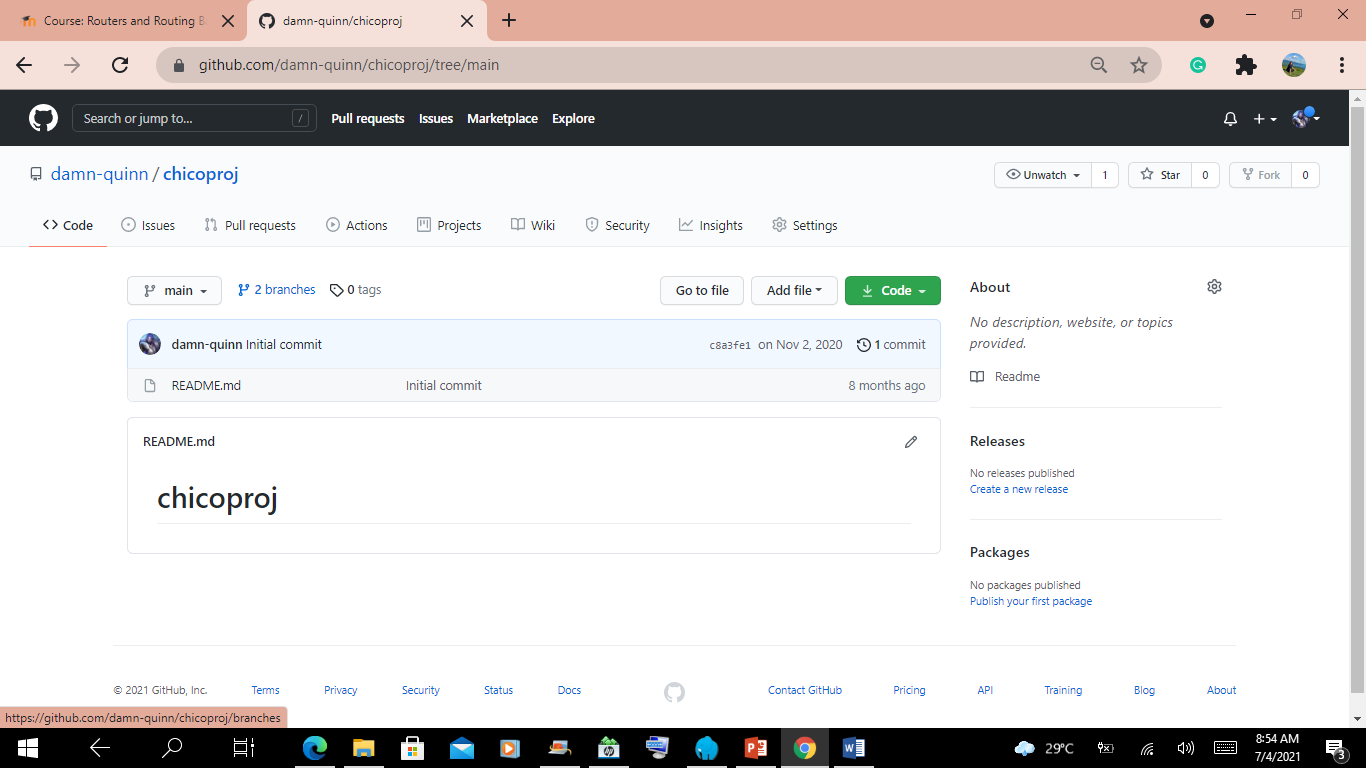 Course: Routers and Routing B
damn-quinn/chicoproj
github.com/damn-quinn/chicoproj/tree/main
Search or jump to... /
Pull requests Issues Marketplace Explore
damn-quinn / chicoproj
Unwatch 1 Star 0 Fork 0
Code Issues Pull requests Actions Projects Wiki Security Insights Settings
main 2 branches 0 tags Go to file Add file Code
damn-quinn Initial commit c8a3fe1 on Nov 2, 2020 1 commit
README.md Initial commit 8 months ago
README.md
chicoproj
About
No description, website, or topics
provided.
Readme
Releases
No releases published
Create a new release
Packages
No packages published
Publish your first package
© 2021 GitHub, Inc. Terms Privacy Security Status Docs Contact GitHub Pricing API Training Blog About
https://github.com/damn-quinn/chicoproj/branches
29°C
8:54 AM
7/4/2021
3